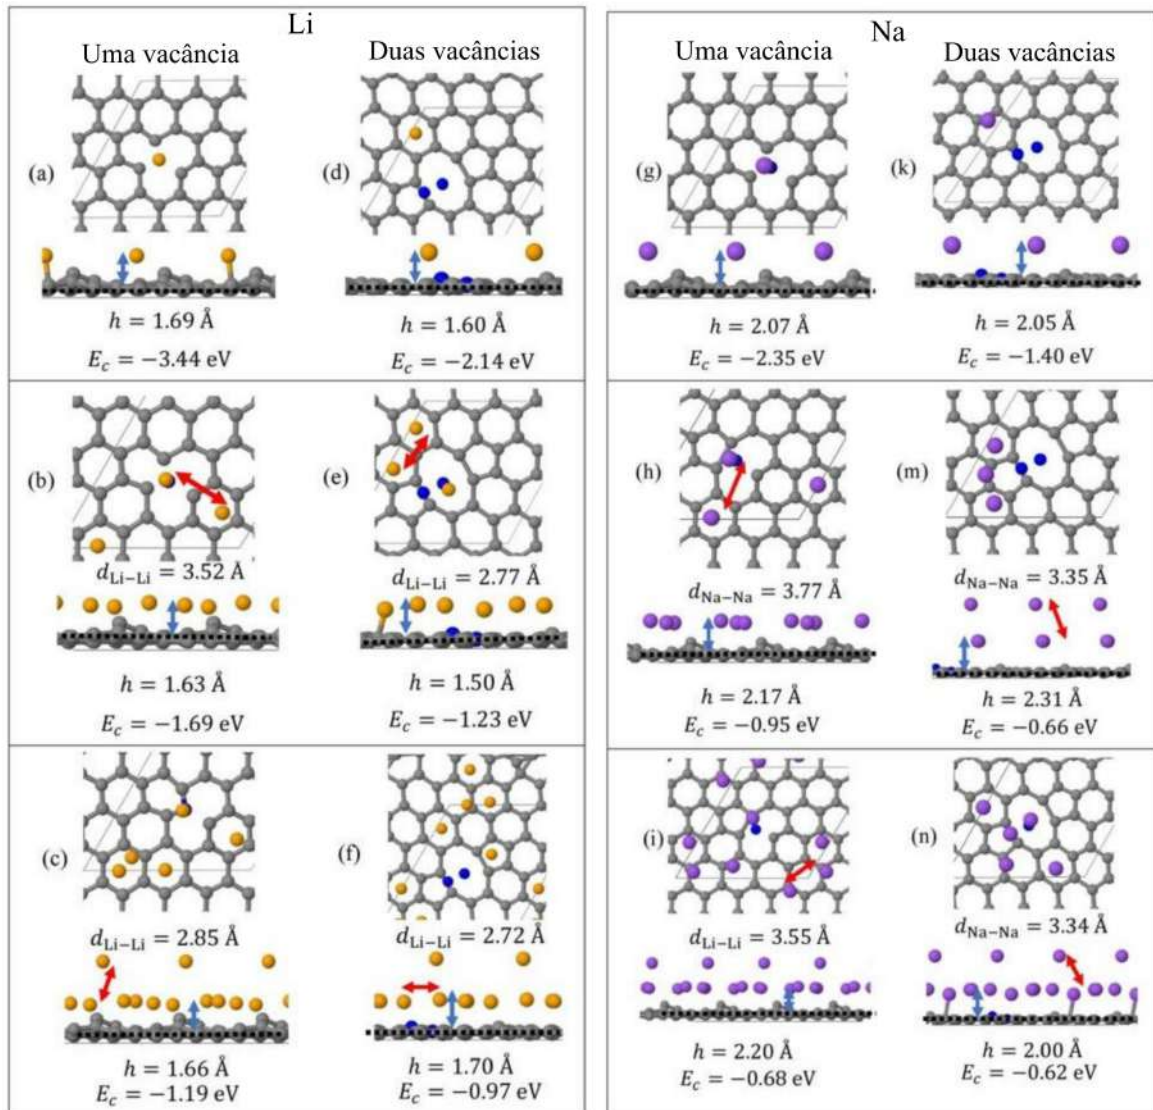 Li
Uma vacância
Duas vacâncias
(a)
h = 1.69 Å
E_c = −3.44 eV
(d)
h = 1.60 Å
E_c = −2.14 eV
(b)
d_Li−Li = 3.52 Å
h = 1.63 Å
E_c = −1.69 eV
(e)
d_Li−Li = 2.77 Å
h = 1.50 Å
E_c = −1.23 eV
(c)
d_Li−Li = 2.85 Å
h = 1.66 Å
E_c = −1.19 eV
(f)
d_Li−Li = 2.72 Å
h = 1.70 Å
E_c = −0.97 eV
Na
Uma vacância
Duas vacâncias
(g)
h = 2.07 Å
E_c = −2.35 eV
(k)
h = 2.05 Å
E_c = −1.40 eV
(h)
d_Na−Na = 3.77 Å
h = 2.17 Å
E_c = −0.95 eV
(m)
d_Na−Na = 3.35 Å
h = 2.31 Å
E_c = −0.66 eV
(i)
d_Li−Li = 3.55 Å
h = 2.20 Å
E_c = −0.68 eV
(n)
d_Na−Na = 3.34 Å
h = 2.00 Å
E_c = −0.62 eV